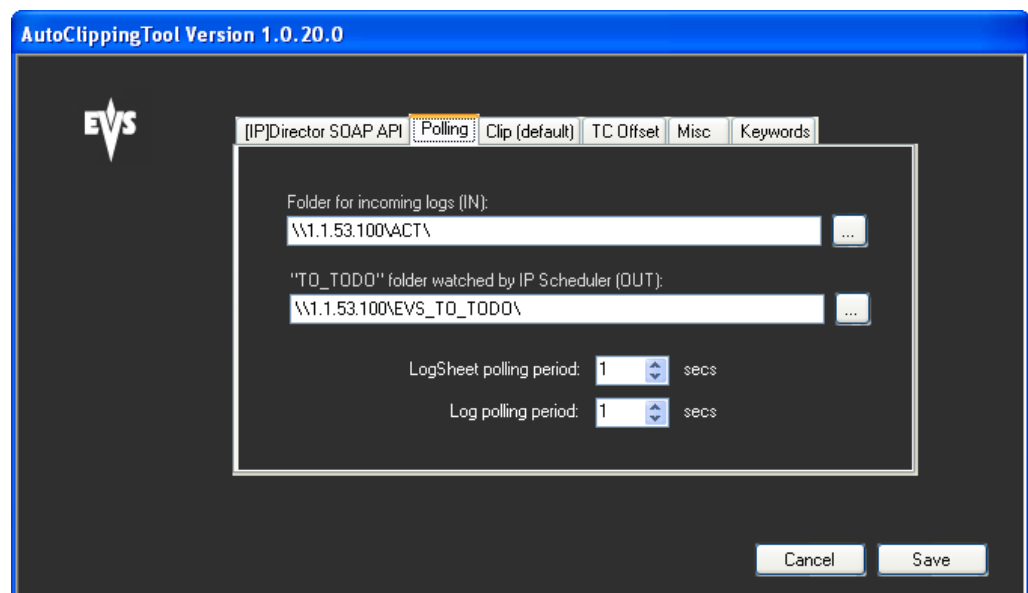 AutoClippingTool Version 1.0.20.0
EVS
[IP]Director SOAP API Polling Clip (default) TC Offset Misc Keywords
Folder for incoming logs (IN):
\\1.1.53.100\ACT\ ...
"TO_TODO" folder watched by IP Scheduler (OUT):
\\1.1.53.100\EVS_TO_TODO\ ...
LogSheet polling period: 1 secs
Log polling period: 1 secs
Cancel Save